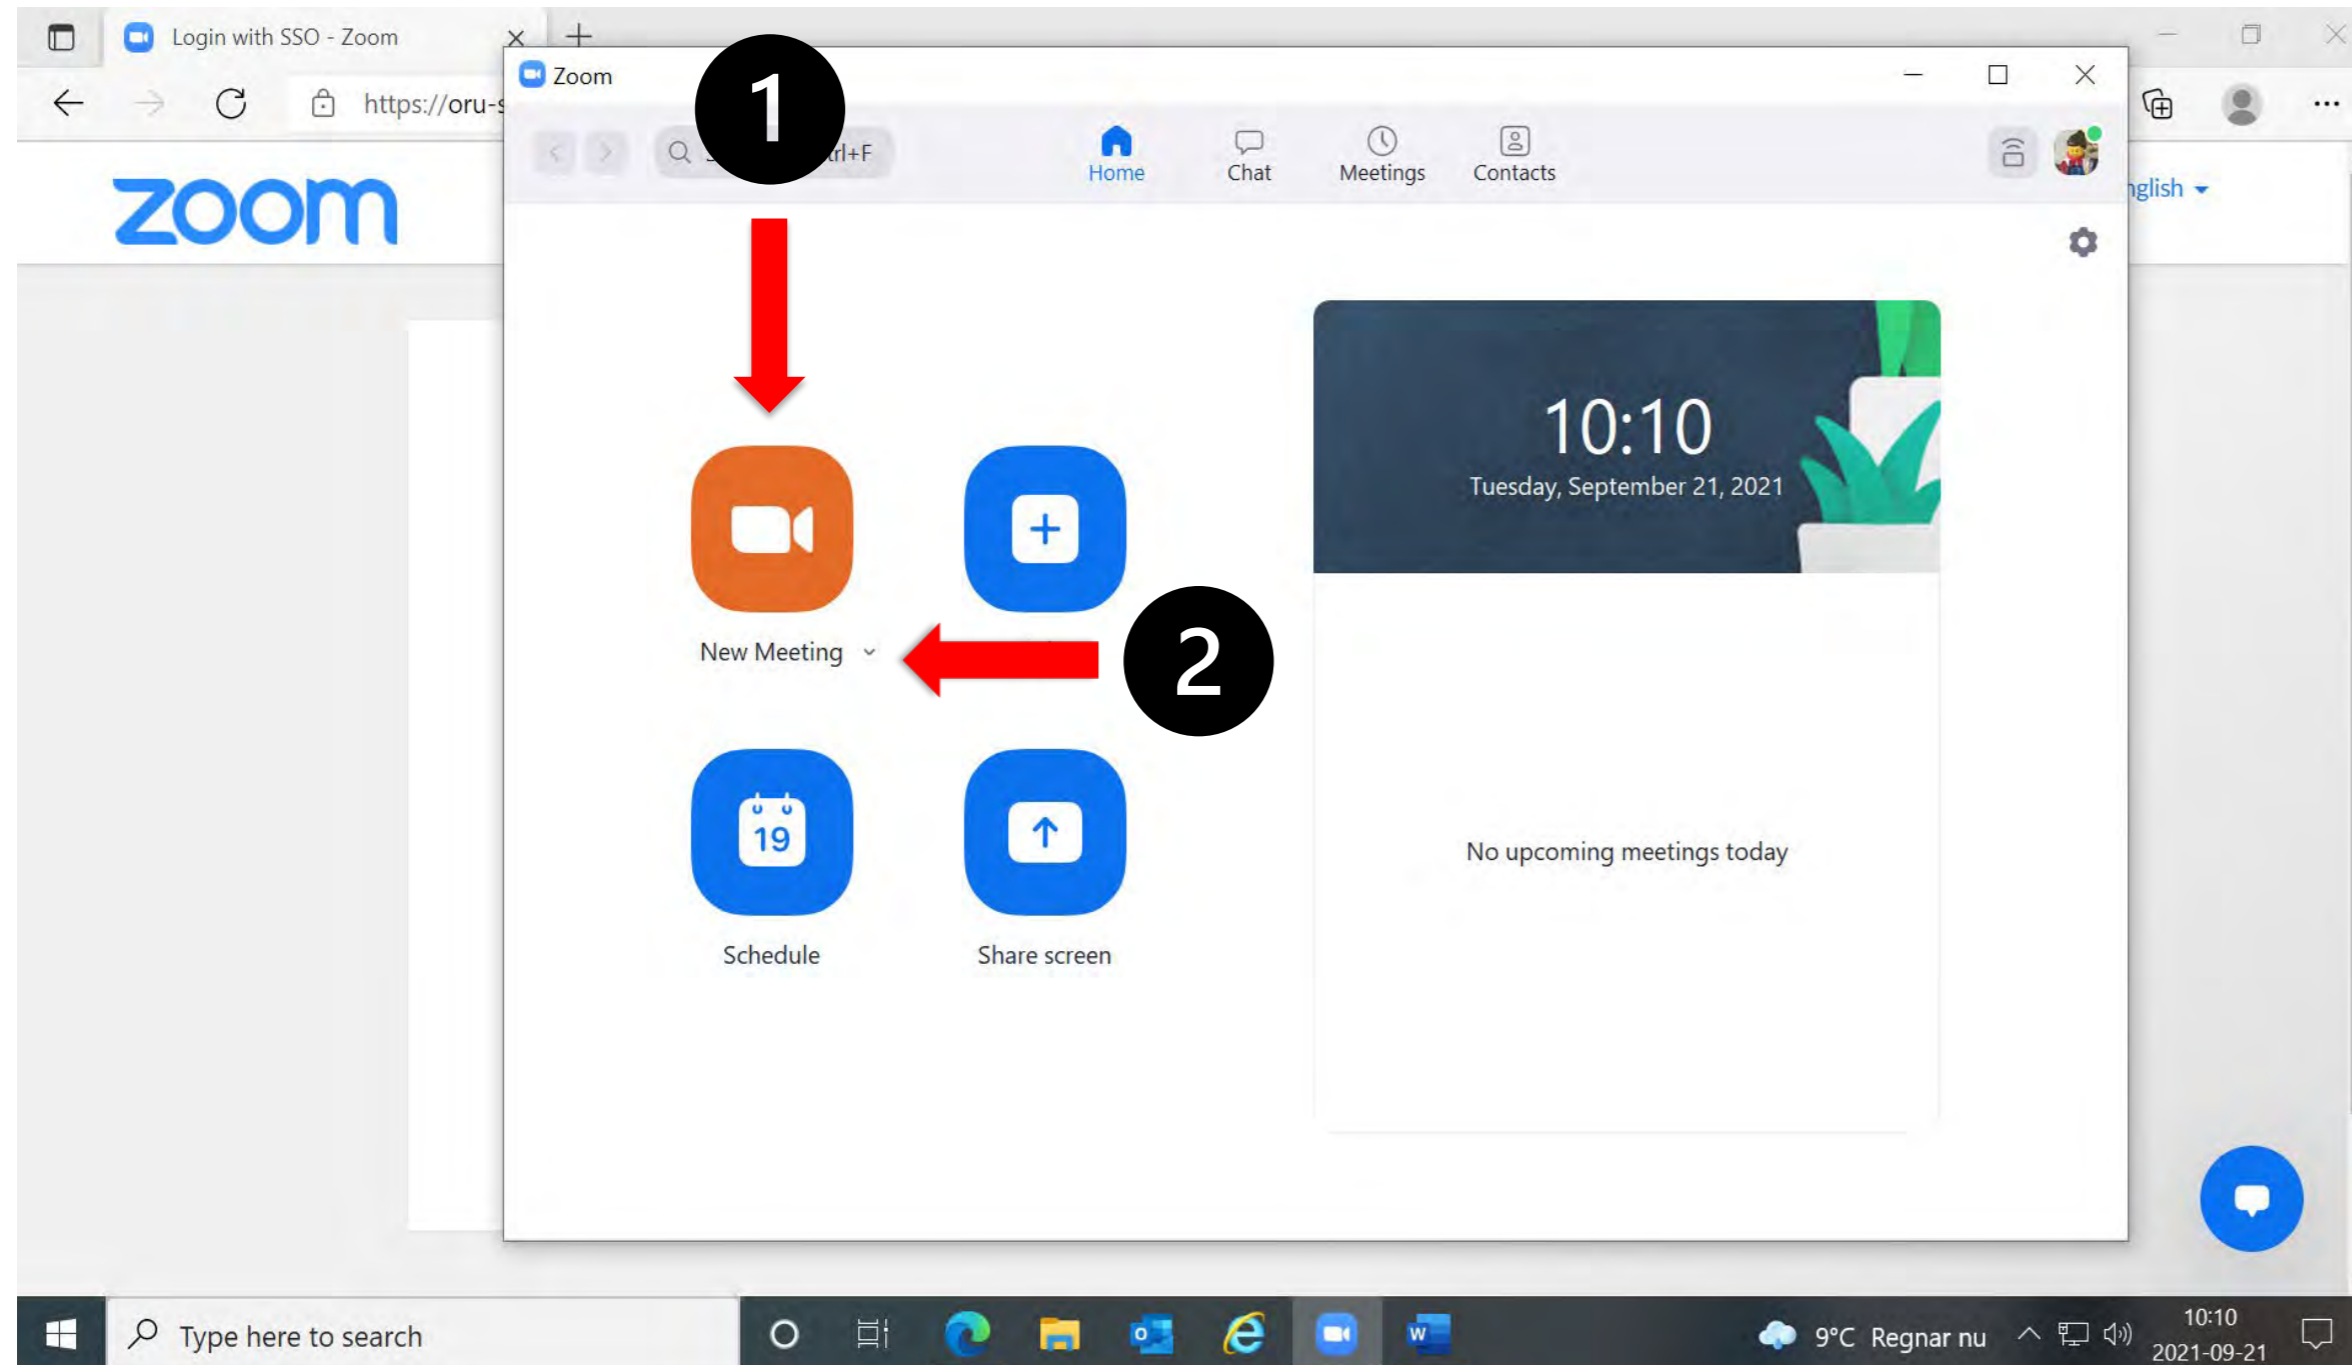 Login with SSO - Zoom
https://oru-s
zoom
nglish
Zoom
1
trl+F
Home
Chat
Meetings
Contacts
10:10
Tuesday, September 21, 2021
New Meeting
2
19
Schedule
Share screen
No upcoming meetings today
Type here to search
9°C Regnar nu
10:10
2021-09-21